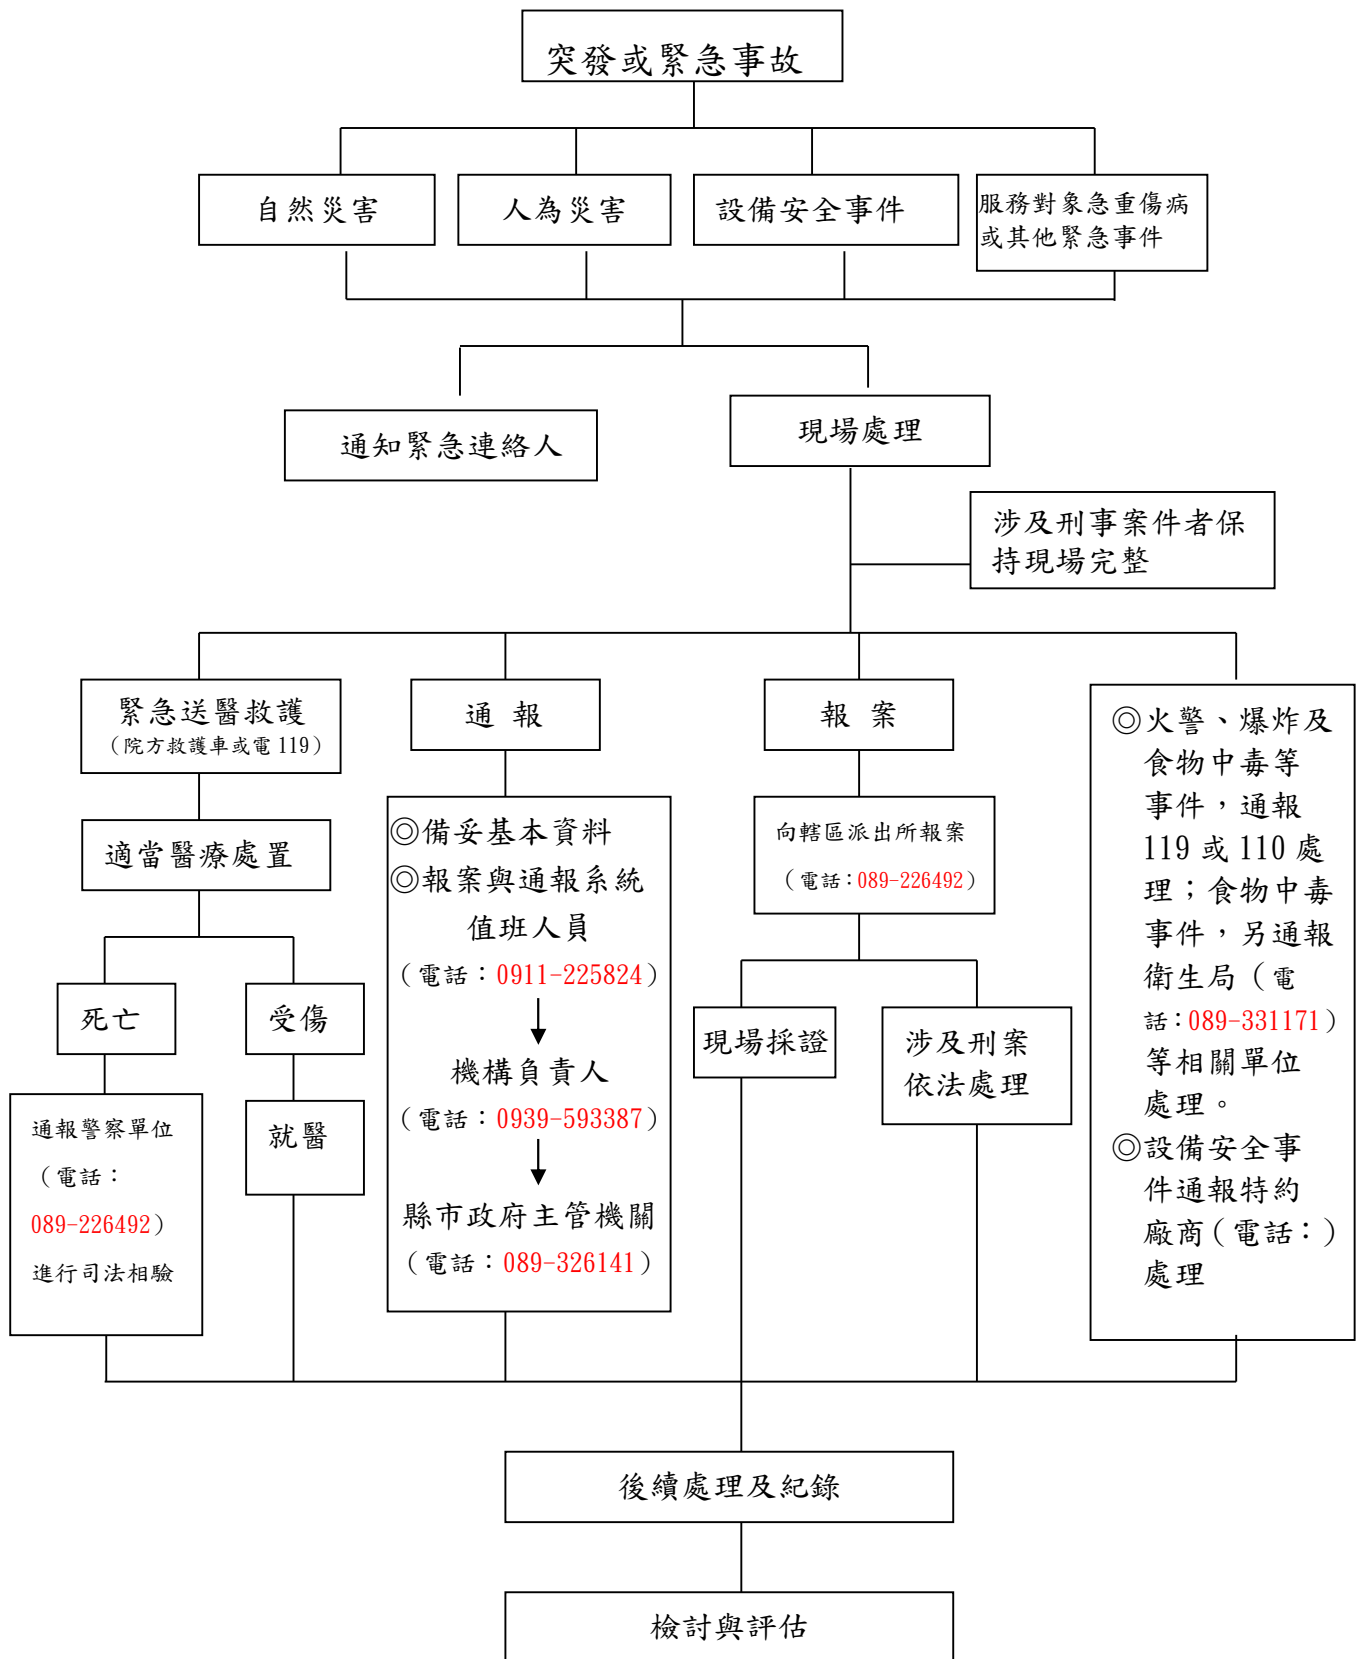 突發或緊急事故
自然災害
人為災害
設備安全事件
服務對象急重傷病
或其他緊急事件
通知緊急連絡人
現場處理
涉及刑事案件者保
持現場完整
緊急送醫救護
（院方救護車或電 119）
適當醫療處置
死亡
受傷
通報警察單位
（電話：
089-226492）
進行司法相驗
就醫
通 報
◎備妥基本資料
◎報案與通報系統
值班人員
（電話：0911-225824）
機構負責人
（電話：0939-593387）
縣市政府主管機關
（電話：089-326141）
報 案
向轄區派出所報案
（電話：089-226492）
現場採證
涉及刑案
依法處理
◎火警、爆炸及
食物中毒等
事件，通報
119 或 110 處
理；食物中毒
事件，另通報
衛生局（電
話：089-331171）
等相關單位
處理。
◎設備安全事
件通報特約
廠商（電話：）
處理
後續處理及紀錄
檢討與評估